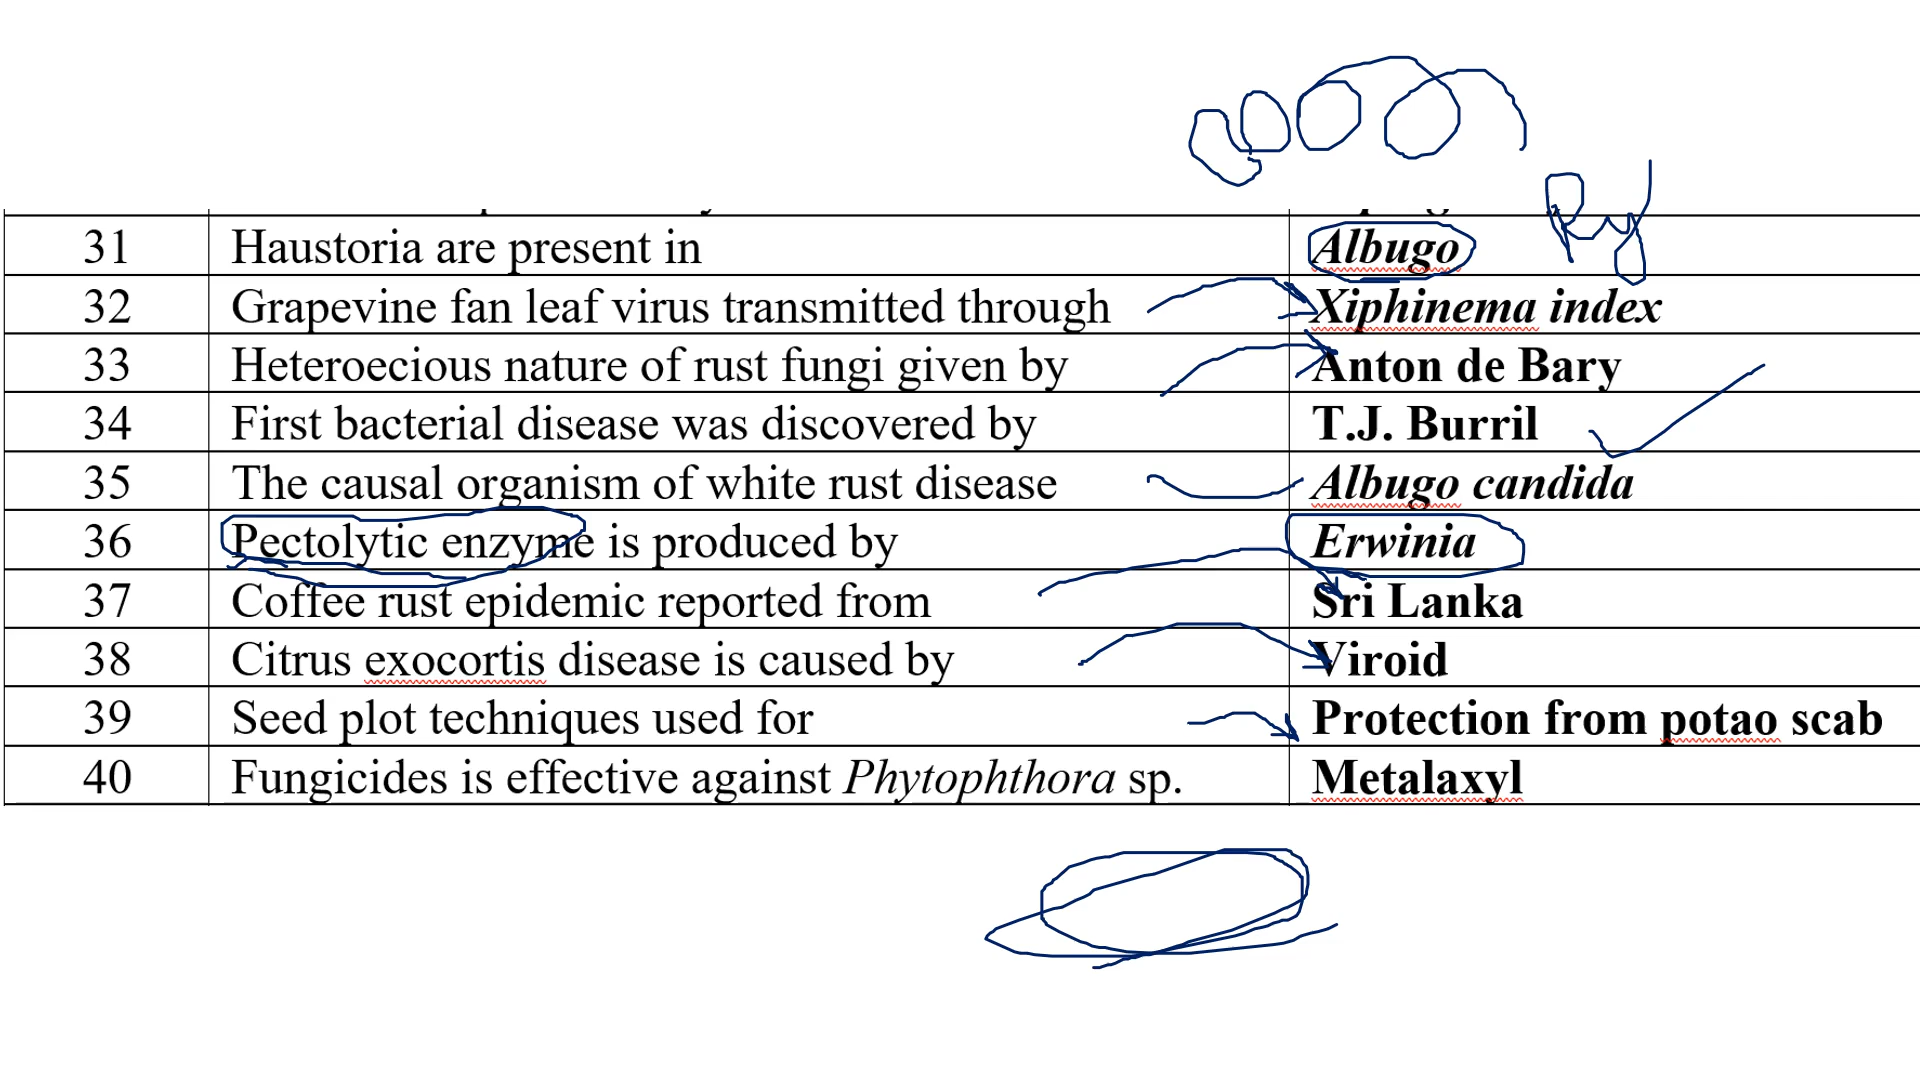 31 Haustoria are present in Albugo
32 Grapevine fan leaf virus transmitted through Xiphinema index
33 Heteroecious nature of rust fungi given by Anton de Bary
34 First bacterial disease was discovered by T.J. Burril
35 The causal organism of white rust disease Albugo candida
36 Pectolytic enzyme is produced by Erwinia
37 Coffee rust epidemic reported from Sri Lanka
38 Citrus exocortis disease is caused by Viroid
39 Seed plot techniques used for Protection from potao scab
40 Fungicides is effective against Phytophthora sp. Metalaxyl